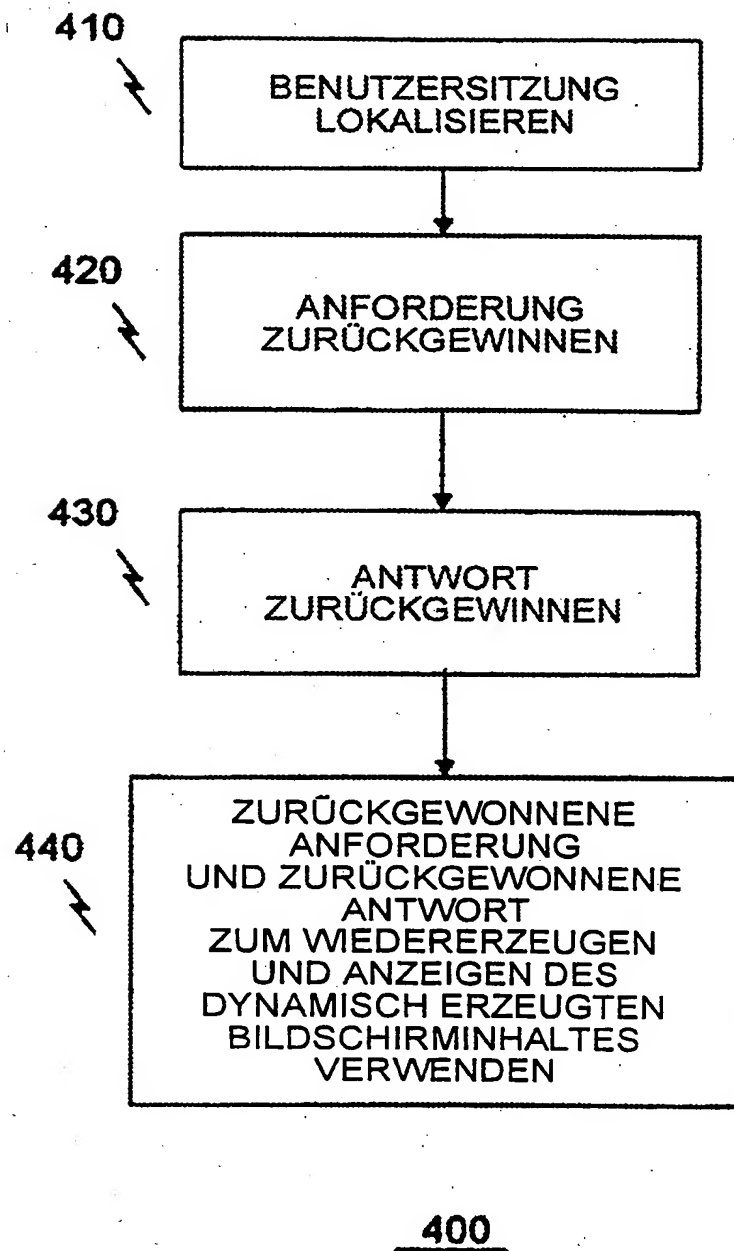 410
BENUTZERSITZUNG
LOKALISIEREN
420
ANFORDERUNG
ZURÜCKGEWINNEN
430
ANTWORT
ZURÜCKGEWINNEN
440
ZURÜCKGEWONNENE
ANFORDERUNG
UND ZURÜCKGEWONNENE
ANTWORT
ZUM WIEDERERZEUGEN
UND ANZEIGEN DES
DYNAMISCH ERZEUGTEN
BILDSCHIRMINHALTES
VERWENDEN
400